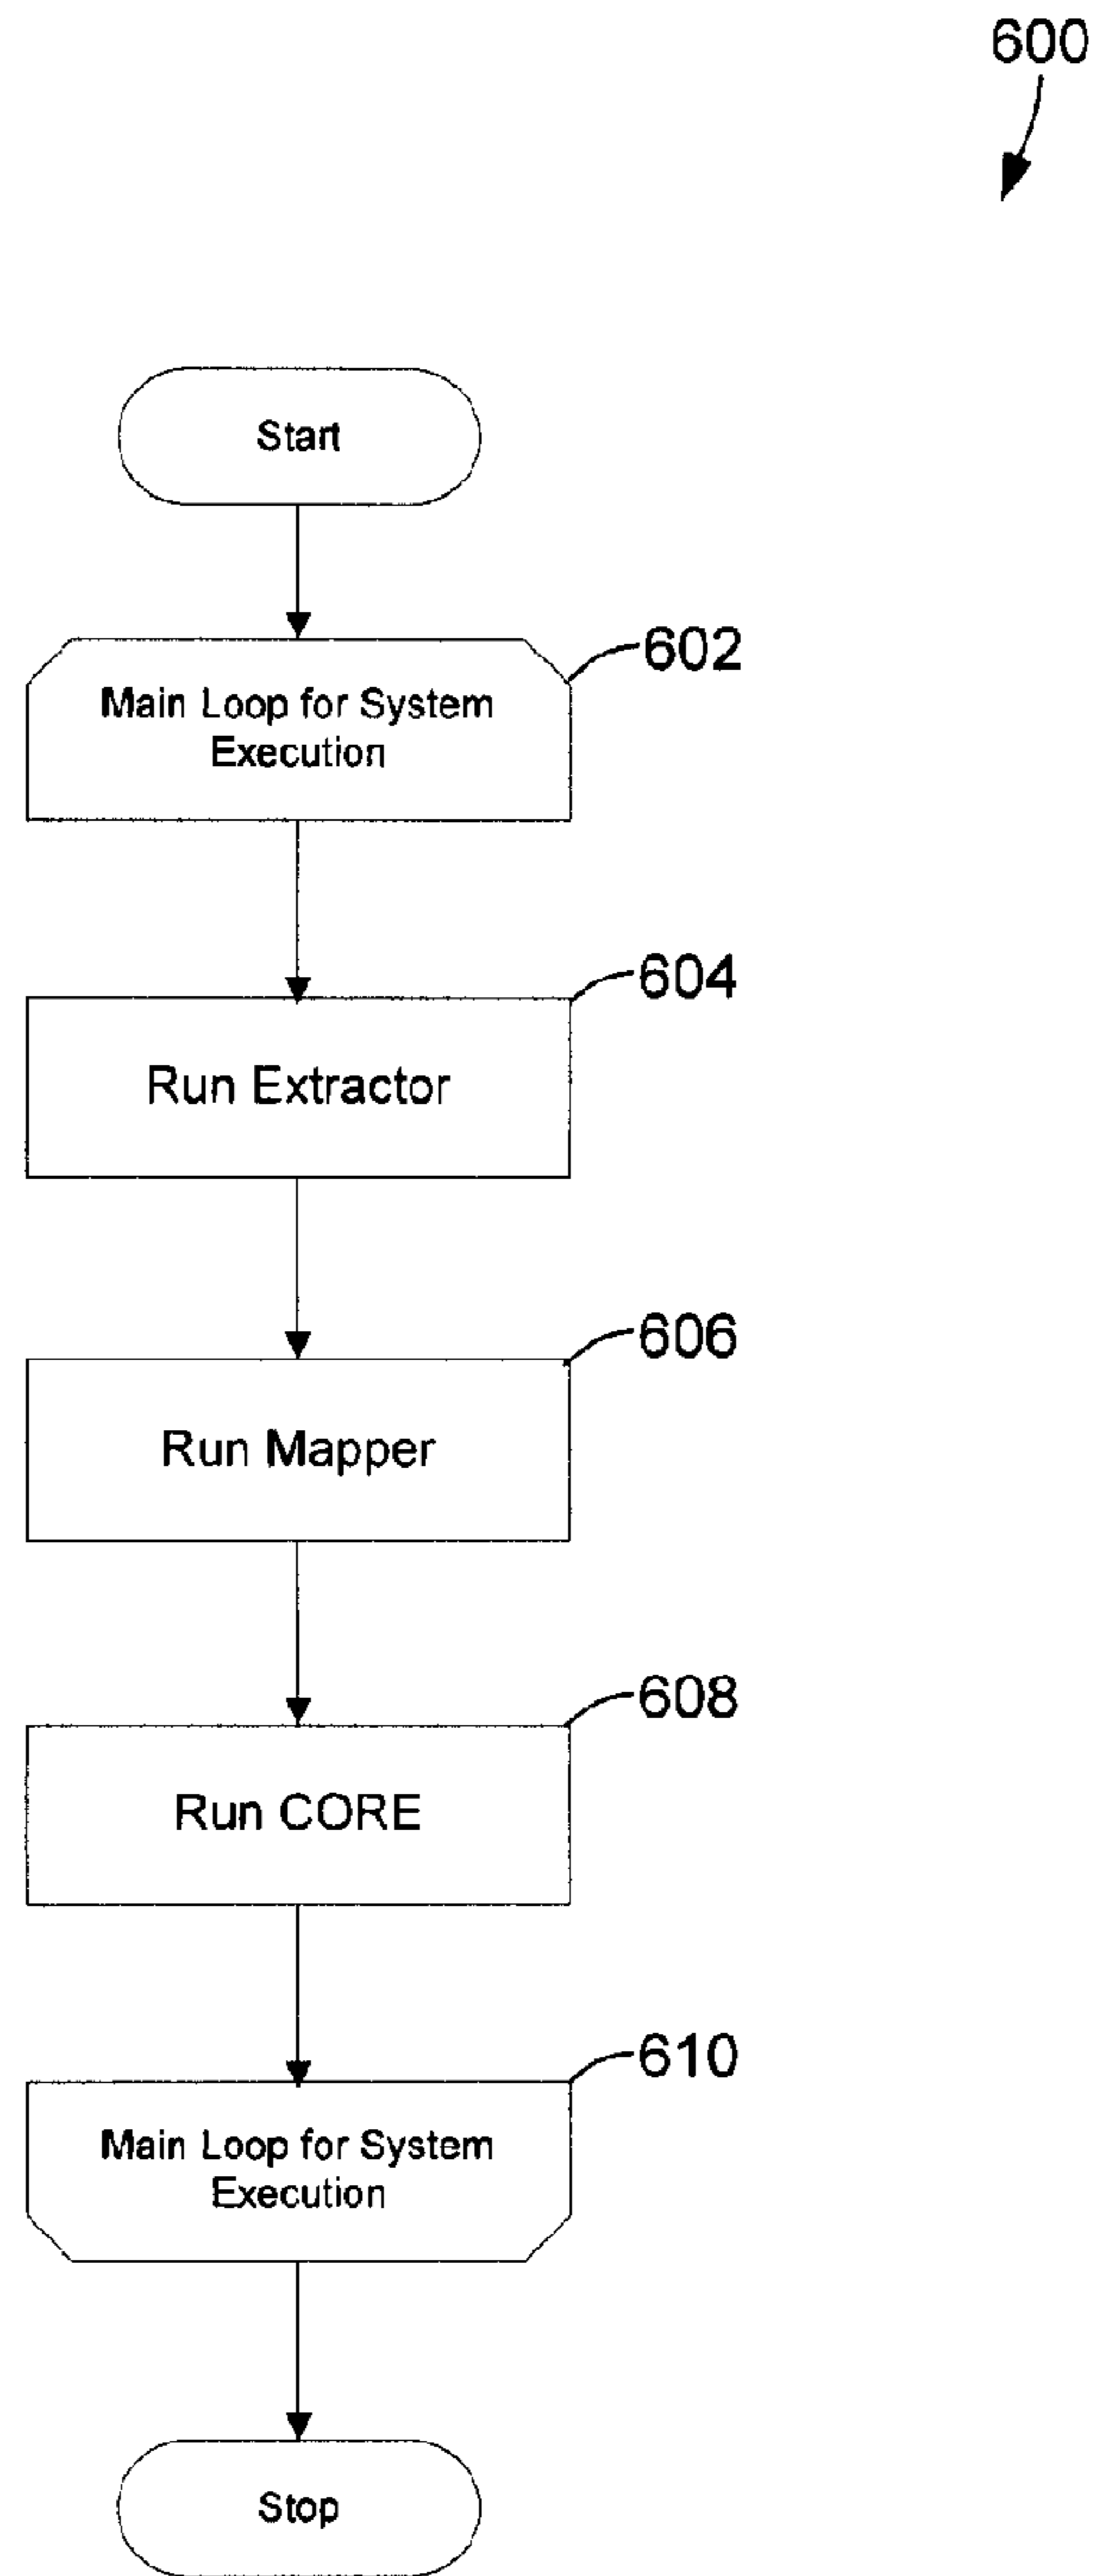 600
Start
602
Main Loop for System
Execution
604
Run Extractor
606
Run Mapper
608
Run CORE
610
Main Loop for System
Execution
Stop